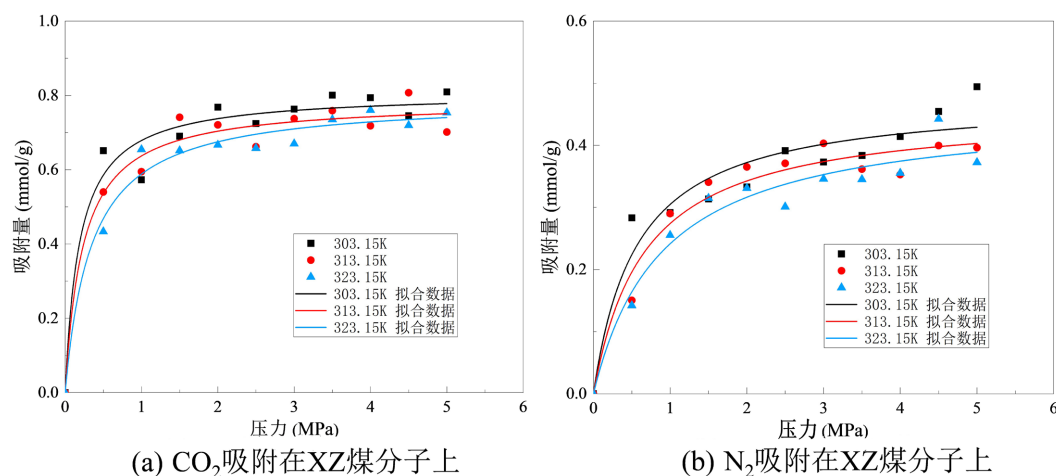 1.0
0.8
0.6
0.4
0.2
0.0
吸附量 (mmol/g)
303.15K
313.15K
323.15K
303.15K 拟合数据
313.15K 拟合数据
323.15K 拟合数据
0 1 2 3 4 5 6
压力 (MPa)
(a) CO₂吸附在XZ煤分子上
0.6
0.4
0.2
0.0
吸附量 (mmol/g)
303.15K
313.15K
323.15K
303.15K 拟合数据
313.15K 拟合数据
323.15K 拟合数据
0 1 2 3 4 5 6
压力 (MPa)
(b) N₂吸附在XZ煤分子上